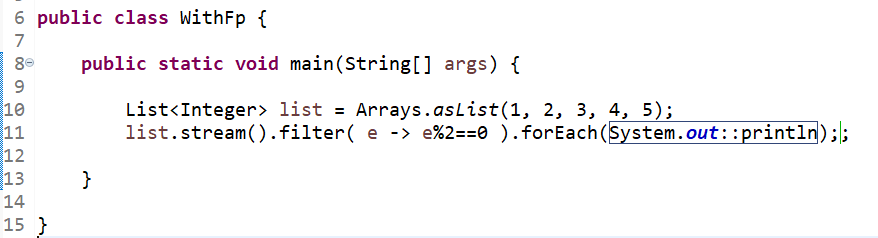 6 public class WithFp {
7
8 public static void main(String[] args) {
9
10 List<Integer> list = Arrays.asList(1, 2, 3, 4, 5);
11 list.stream().filter( e -> e%2==0 ).forEach(System.out::println);;
12
13 }
14
15 }